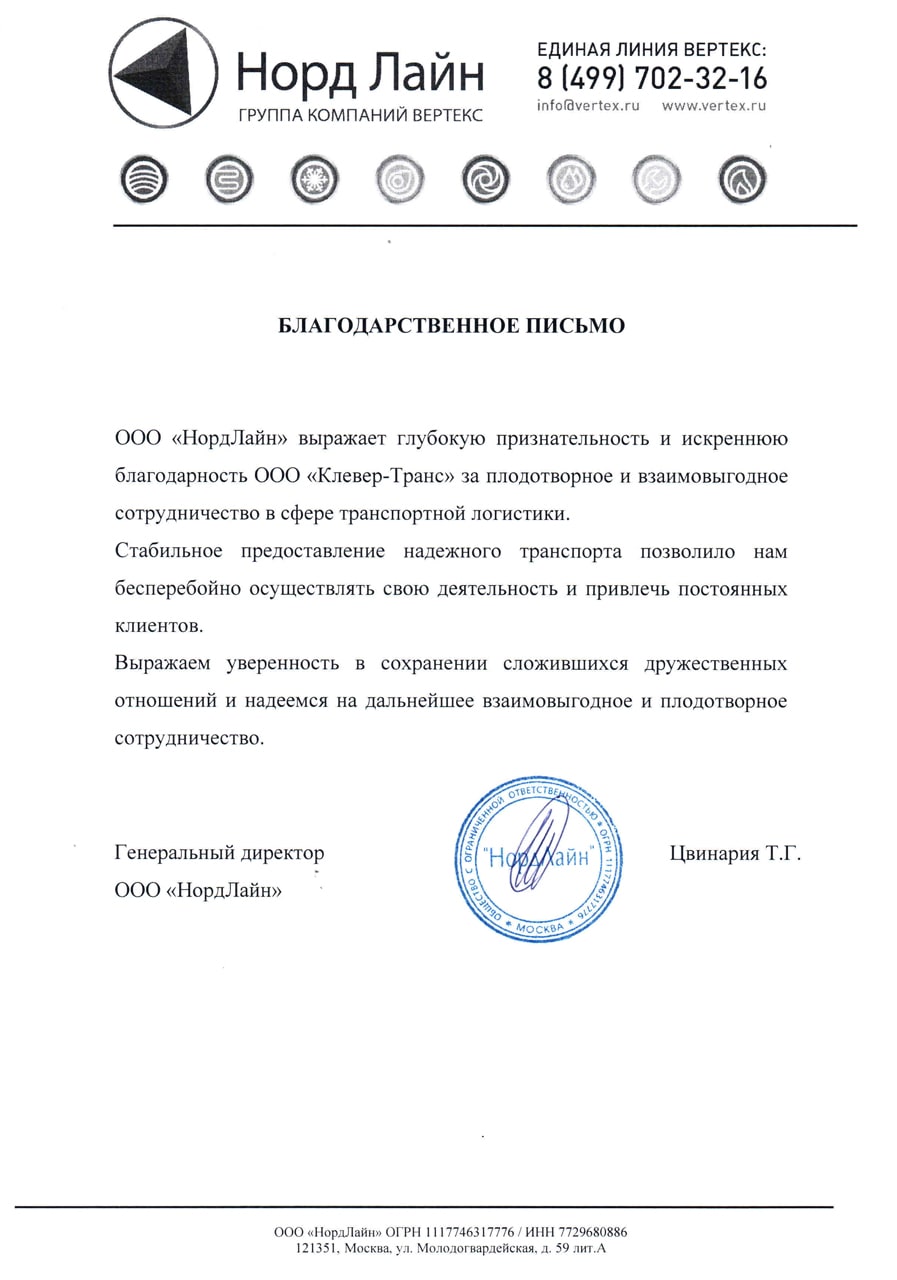 Норд Лайн
ГРУППА КОМПАНИЙ ВЕРТЕКС
ЕДИНАЯ ЛИНИЯ ВЕРТЕКС:
8 (499) 702-32-16
info@vertex.ru www.vertex.ru
БЛАГОДАРСТВЕННОЕ ПИСЬМО
ООО «НордЛайн» выражает глубокую признательность и искреннюю
благодарность ООО «Клевер-Транс» за плодотворное и взаимовыгодное
сотрудничество в сфере транспортной логистики.
Стабильное предоставление надежного транспорта позволило нам
бесперебойно осуществлять свою деятельность и привлечь постоянных
клиентов.
Выражаем уверенность в сохранении сложившихся дружественных
отношений и надеемся на дальнейшее взаимовыгодное и плодотворное
сотрудничество.
Генеральный директор
ООО «НордЛайн»
ОБЩЕСТВО С ОГРАНИЧЕННОЙ ОТВЕТСТВЕННОСТЬЮ * ОГРН 1117746317776 * МОСКВА *
"НордЛайн"
Цвинария Т.Г.
ООО «НордЛайн» ОГРН 1117746317776 / ИНН 7729680886
121351, Москва, ул. Молодогвардейская, д. 59 лит.А